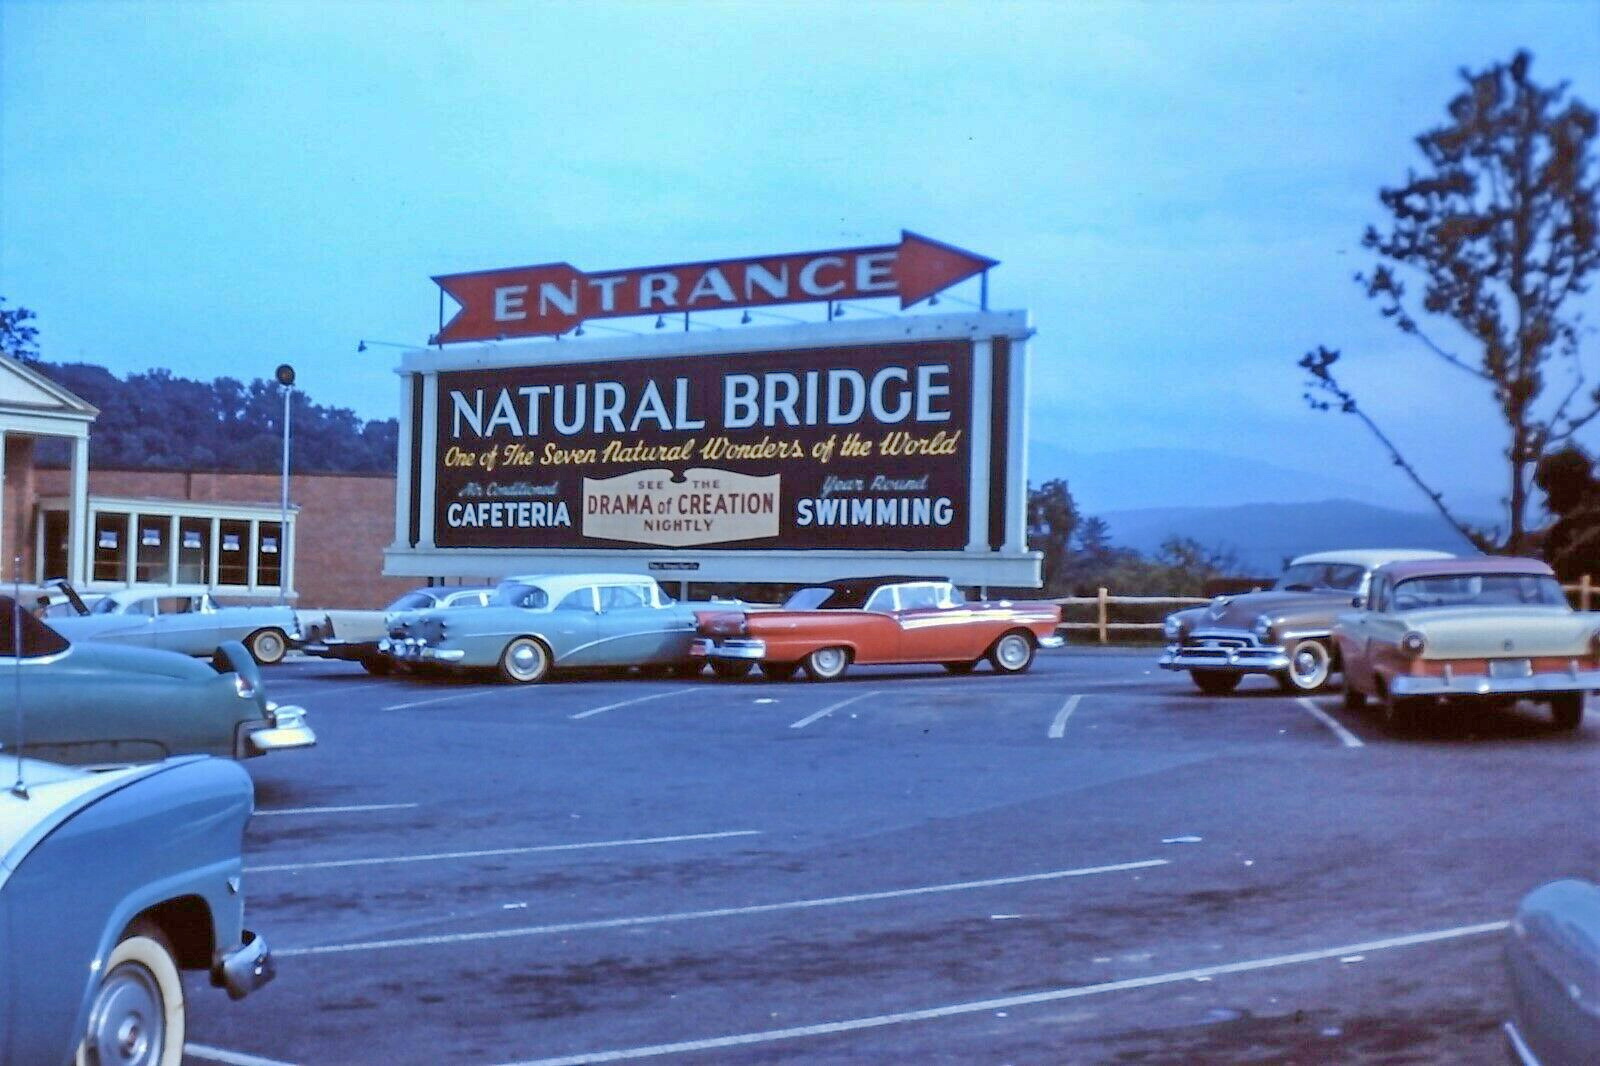 ENTRANCE
NATURAL BRIDGE
One of The Seven Natural Wonders of the World
Air Conditioned
CAFETERIA
SEE THE
DRAMA of CREATION
NIGHTLY
Year Round
SWIMMING